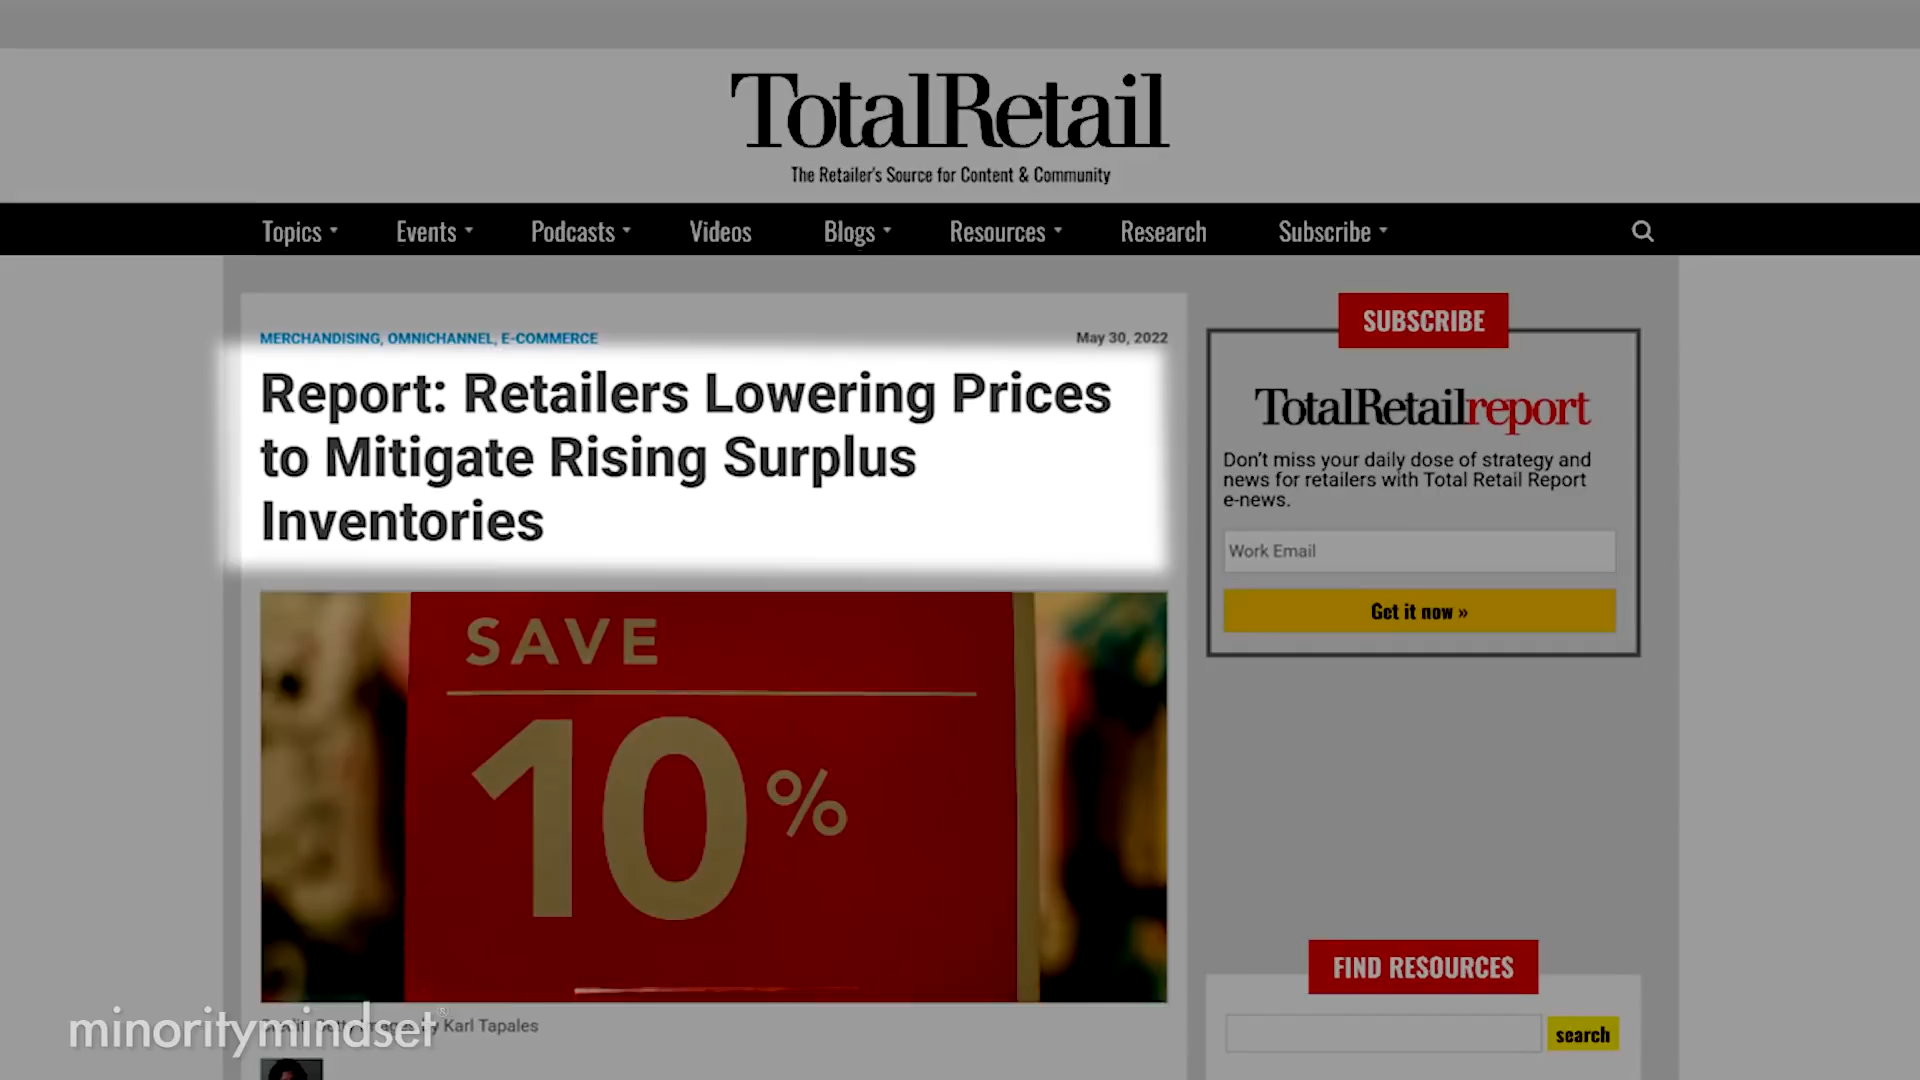 TotalRetail
The Retailer's Source for Content & Community
Topics Events Podcasts Videos Blogs Resources Research Subscribe
MERCHANDISING, OMNICHANNEL, E-COMMERCE
May 30, 2022
Report: Retailers Lowering Prices
to Mitigate Rising Surplus
Inventories
SAVE
10%
Karl Tapales
minoritymindset®
SUBSCRIBE
TotalRetailreport
Don't miss your daily dose of strategy and
news for retailers with Total Retail Report
e-news.
Work Email
Get it now »
FIND RESOURCES
search